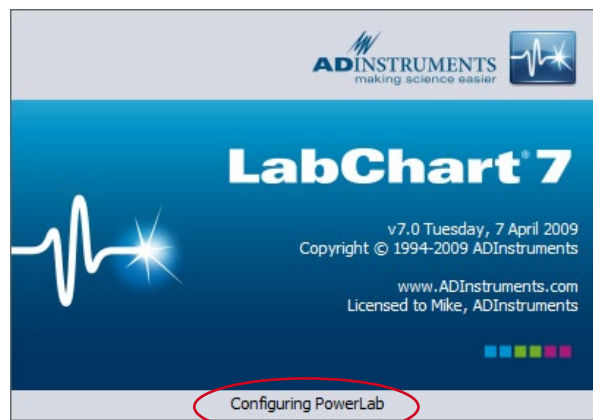 ADINSTRUMENTS
making science easier
LabChart® 7
v7.0 Tuesday, 7 April 2009
Copyright © 1994-2009 ADInstruments
www.ADInstruments.com
Licensed to Mike, ADInstruments
Configuring PowerLab